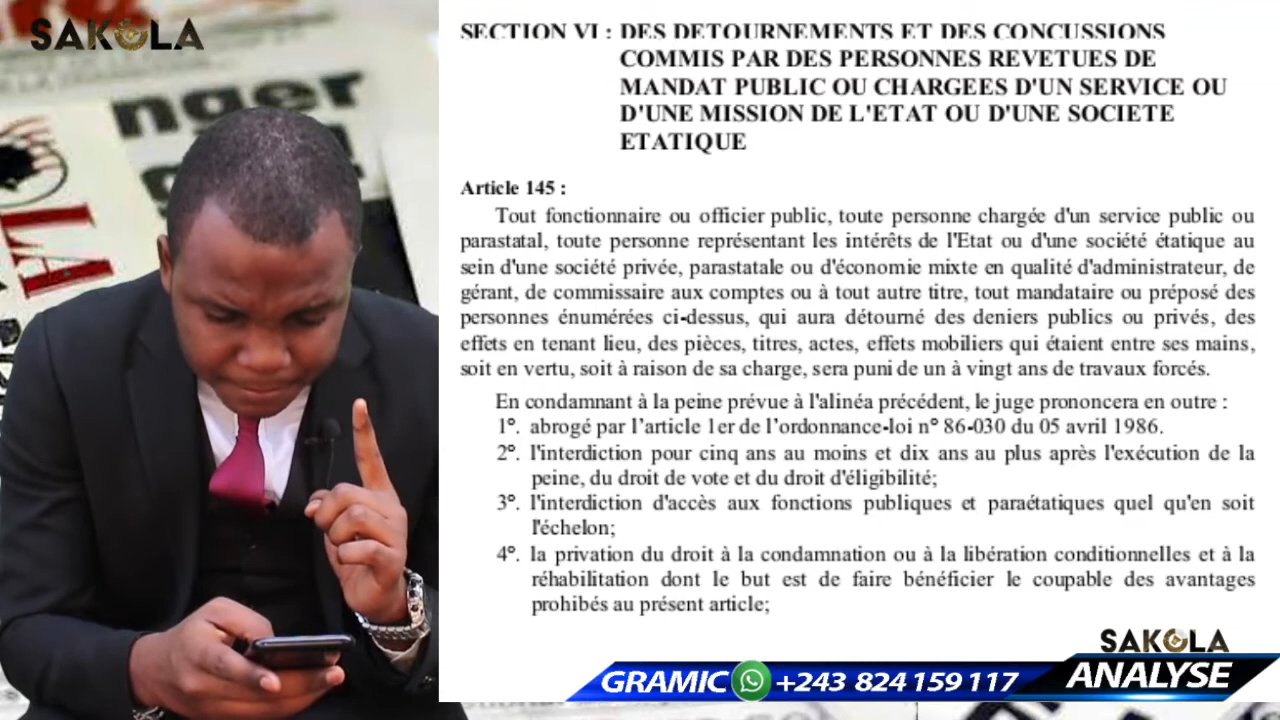 SAKOLA
nger
LA
SECTION VI : DES DETOURNEMENTS ET DES CONCUSSIONS
COMMIS PAR DES PERSONNES REVETUES DE
MANDAT PUBLIC OU CHARGEES D'UN SERVICE OU
D'UNE MISSION DE L'ETAT OU D'UNE SOCIETE
ETATIQUE
Article 145 :
Tout fonctionnaire ou officier public, toute personne chargée d'un service public ou
parastatal, toute personne représentant les intérêts de l'Etat ou d'une société étatique au
sein d'une société privée, parastatale ou d'économie mixte en qualité d'administrateur, de
gérant, de commissaire aux comptes ou à tout autre titre, tout mandataire ou préposé des
personnes énumérées ci-dessus, qui aura détourné des deniers publics ou privés, des
effets en tenant lieu, des pièces, titres, actes, effets mobiliers qui étaient entre ses mains,
soit en vertu, soit à raison de sa charge, sera puni de un à vingt ans de travaux forcés.
En condamnant à la peine prévue à l'alinéa précédent, le juge prononcera en outre :
1°. abrogé par l'article 1er de l'ordonnance-loi n° 86-030 du 05 avril 1986.
2°. l'interdiction pour cinq ans au moins et dix ans au plus après l'exécution de la
peine, du droit de vote et du droit d'éligibilité;
3°. l'interdiction d'accès aux fonctions publiques et paraétatiques quel qu'en soit
l'échelon;
4°. la privation du droit à la condamnation ou à la libération conditionnelles et à la
réhabilitation dont le but est de faire bénéficier le coupable des avantages
prohibés au présent article;
SAKOLA
GRAMIC +243 824 159 117
ANALYSE